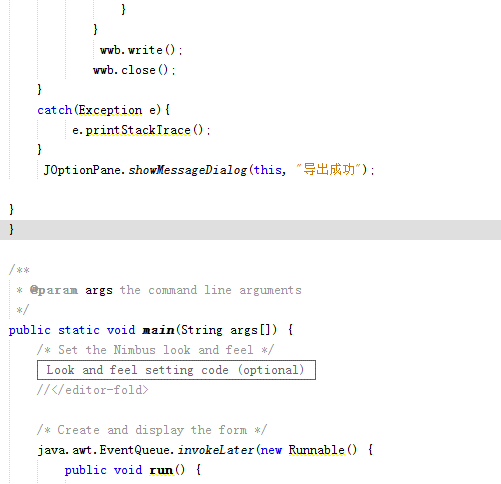 }
}
wwb.write();
wwb.close();
}
catch(Exception e){
e.printStackTrace();
}
JOptionPane.showMessageDialog(this, "导出成功");
}
}
/**
* @param args the command line arguments
*/
public static void main(String args[]) {
/* Set the Nimbus look and feel */
Look and feel setting code (optional)
//</editor-fold>
/* Create and display the form */
java.awt.EventQueue.invokeLater(new Runnable() {
public void run() {